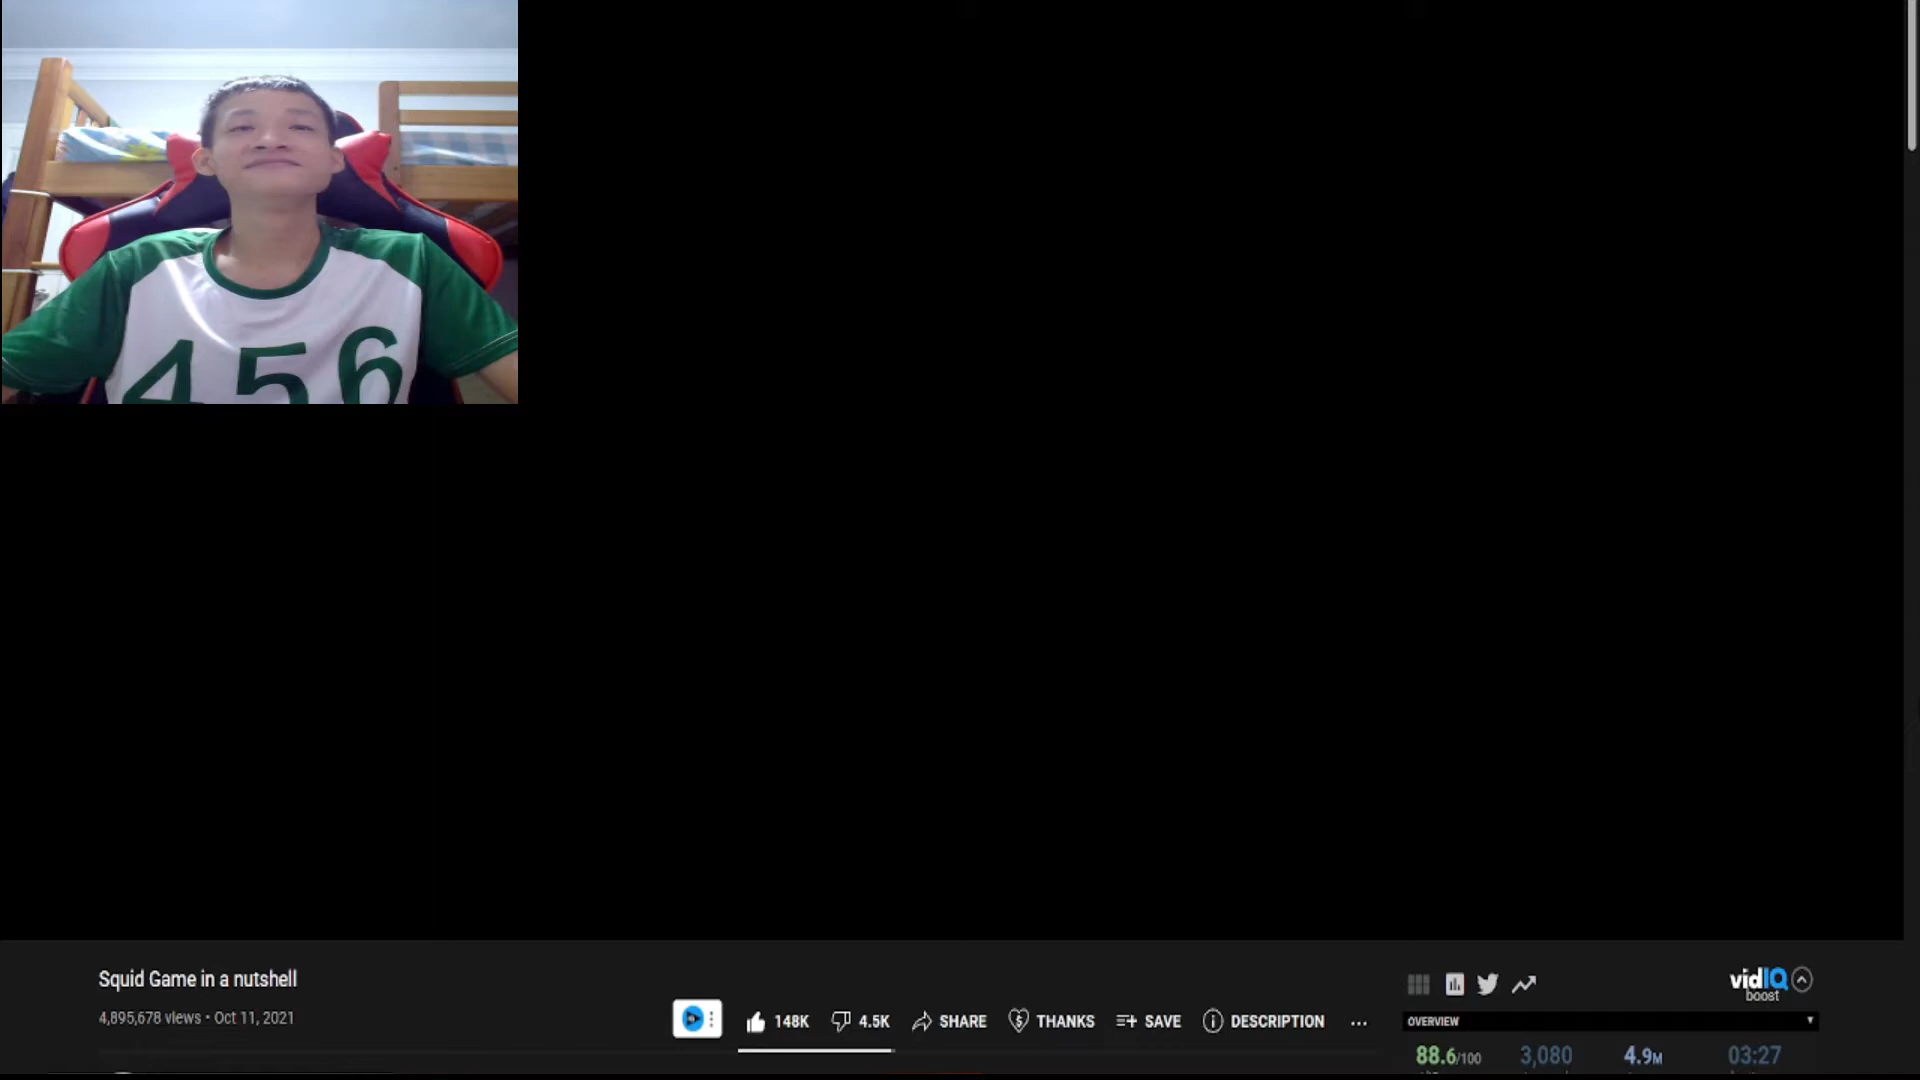 456
Squid Game in a nutshell
4,895,678 views • Oct 11, 2021
148K 4.5K SHARE THANKS SAVE DESCRIPTION ...
vidIQ
boost
OVERVIEW
88.6/100 3,080 4.9M 03:27